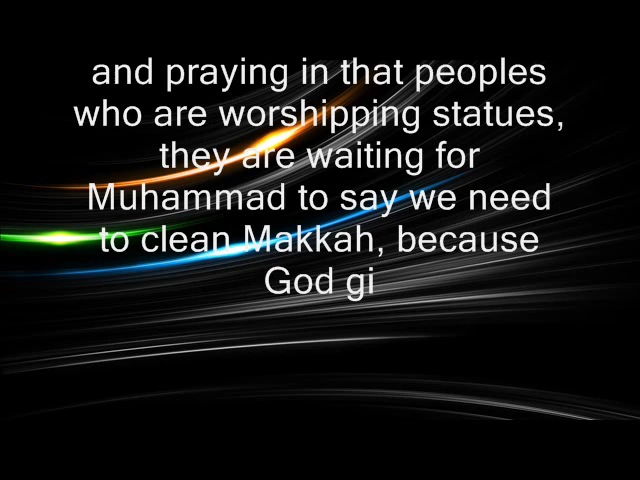 and praying in that peoples
who are worshipping statues,
they are waiting for
Muhammad to say we need
to clean Makkah, because
God gi